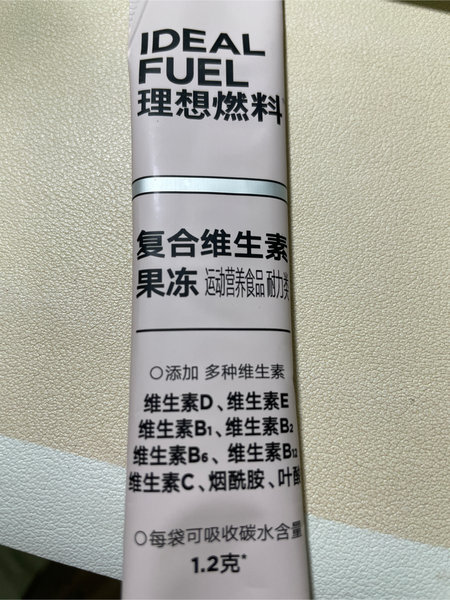 IDEAL
FUEL
理想燃料
复合维生素
果冻 运动营养食品 耐力类
○添加 多种维生素
维生素D、维生素E
维生素B₁、维生素B₂
维生素B₆、维生素B₁₂
维生素C、烟酰胺、叶酸
○每袋可吸收碳水含量
1.2克*